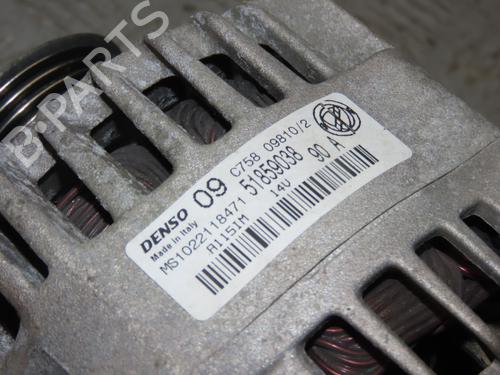 DENSO 09 C758 09810/2
Made in Italy
MS1022118471 51859038 90 A
A115IM 14V
B-PARTS